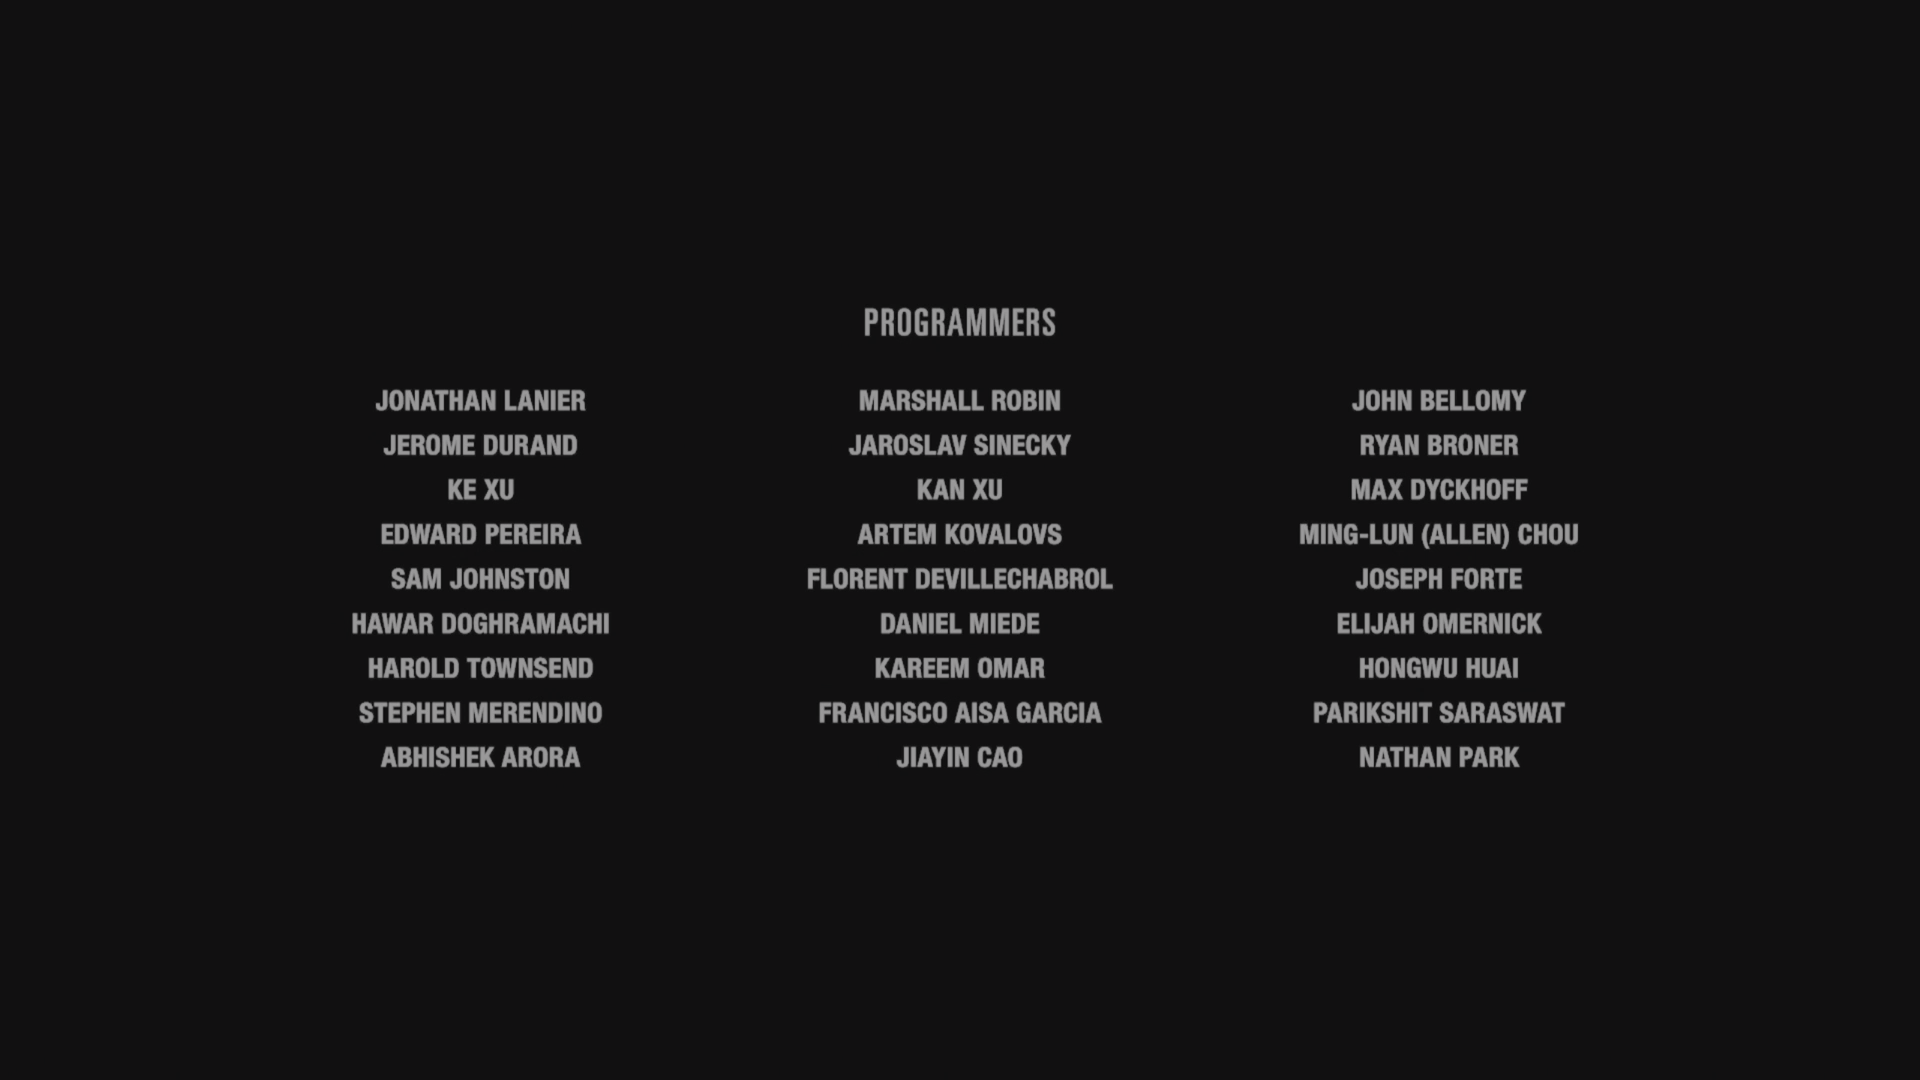 PROGRAMMERS
JONATHAN LANIER MARSHALL ROBIN JOHN BELLOMY
JEROME DURAND JAROSLAV SINECKY RYAN BRONER
KE XU KAN XU MAX DYCKHOFF
EDWARD PEREIRA ARTEM KOVALOVS MING-LUN (ALLEN) CHOU
SAM JOHNSTON FLORENT DEVILLECHABROL JOSEPH FORTE
HAWAR DOGHRAMACHI DANIEL MIEDE ELIJAH OMERNICK
HAROLD TOWNSEND KAREEM OMAR HONGWU HUAI
STEPHEN MERENDINO FRANCISCO AISA GARCIA PARIKSHIT SARASWAT
ABHISHEK ARORA JIAYIN CAO NATHAN PARK